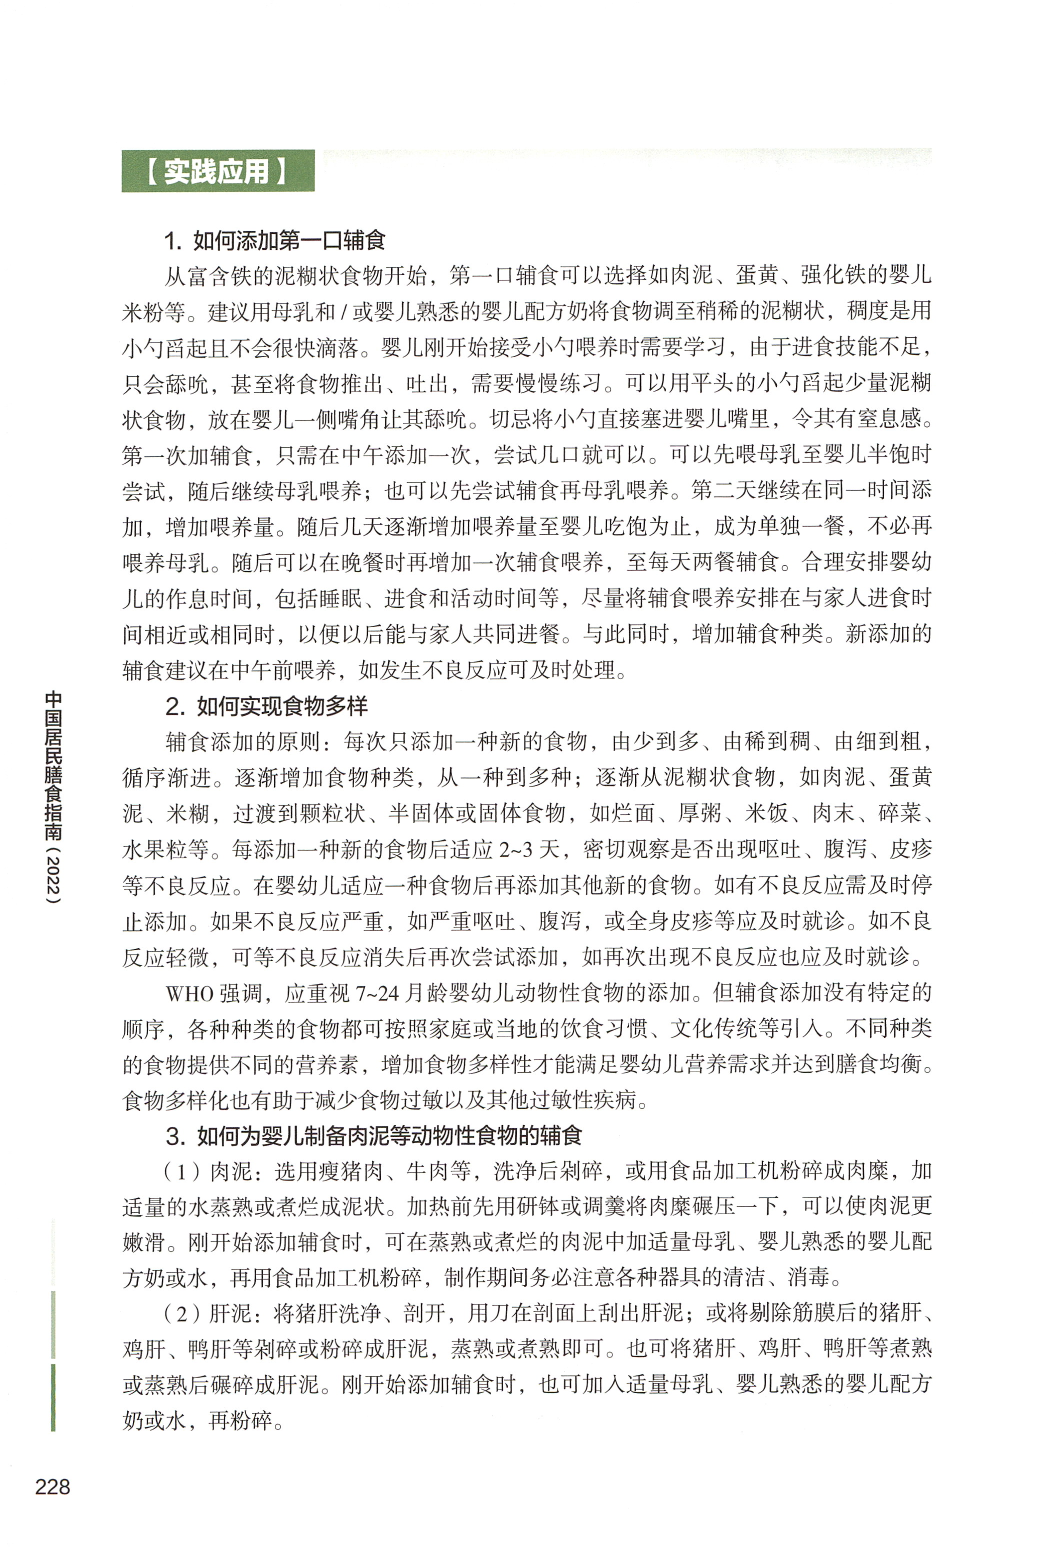 【实践应用】
1. 如何添加第一口辅食
从富含铁的泥糊状食物开始，第一口辅食可以选择如肉泥、蛋黄、强化铁的婴儿
米粉等。建议用母乳和 / 或婴儿熟悉的婴儿配方奶将食物调至稍稀的泥糊状，稠度是用
小勺舀起且不会很快滴落。婴儿刚开始接受小勺喂养时需要学习，由于进食技能不足，
只会舔吮，甚至将食物推出、吐出，需要慢慢练习。可以用平头的小勺舀起少量泥糊
状食物，放在婴儿一侧嘴角让其舔吮。切忌将小勺直接塞进婴儿嘴里，令其有窒息感。
第一次加辅食，只需在中午添加一次，尝试几口就可以。可以先喂母乳至婴儿半饱时
尝试，随后继续母乳喂养；也可以先尝试辅食再母乳喂养。第二天继续在同一时间添
加，增加喂养量。随后几天逐渐增加喂养量至婴儿吃饱为止，成为单独一餐，不必再
喂养母乳。随后可以在晚餐时再增加一次辅食喂养，至每天两餐辅食。合理安排婴幼
儿的作息时间，包括睡眠、进食和活动时间等，尽量将辅食喂养安排在与家人进食时
间相近或相同时，以便以后能与家人共同进餐。与此同时，增加辅食种类。新添加的
辅食建议在中午前喂养，如发生不良反应可及时处理。
2. 如何实现食物多样
辅食添加的原则：每次只添加一种新的食物，由少到多、由稀到稠、由细到粗，
循序渐进。逐渐增加食物种类，从一种到多种；逐渐从泥糊状食物，如肉泥、蛋黄
泥、米糊，过渡到颗粒状、半固体或固体食物，如烂面、厚粥、米饭、肉末、碎菜、
水果粒等。每添加一种新的食物后适应 2~3 天，密切观察是否出现呕吐、腹泻、皮疹
等不良反应。在婴幼儿适应一种食物后再添加其他新的食物。如有不良反应需及时停
止添加。如果不良反应严重，如严重呕吐、腹泻，或全身皮疹等应及时就诊。如不良
反应轻微，可等不良反应消失后再次尝试添加，如再次出现不良反应也应及时就诊。
WHO 强调，应重视 7~24 月龄婴幼儿动物性食物的添加。但辅食添加没有特定的
顺序，各种种类的食物都可按照家庭或当地的饮食习惯、文化传统等引入。不同种类
的食物提供不同的营养素，增加食物多样性才能满足婴幼儿营养需求并达到膳食均衡。
食物多样化也有助于减少食物过敏以及其他过敏性疾病。
3. 如何为婴儿制备肉泥等动物性食物的辅食
（1）肉泥：选用瘦猪肉、牛肉等，洗净后剁碎，或用食品加工机粉碎成肉糜，加
适量的水蒸熟或煮烂成泥状。加热前先用研钵或调羹将肉糜碾压一下，可以使肉泥更
嫩滑。刚开始添加辅食时，可在蒸熟或煮烂的肉泥中加适量母乳、婴儿熟悉的婴儿配
方奶或水，再用食品加工机粉碎，制作期间务必注意各种器具的清洁、消毒。
（2）肝泥：将猪肝洗净、剖开，用刀在剖面上刮出肝泥；或将剔除筋膜后的猪肝、
鸡肝、鸭肝等剁碎或粉碎成肝泥，蒸熟或煮熟即可。也可将猪肝、鸡肝、鸭肝等煮熟
或蒸熟后碾碎成肝泥。刚开始添加辅食时，也可加入适量母乳、婴儿熟悉的婴儿配方
奶或水，再粉碎。
中国居民膳食指南（2022）
228